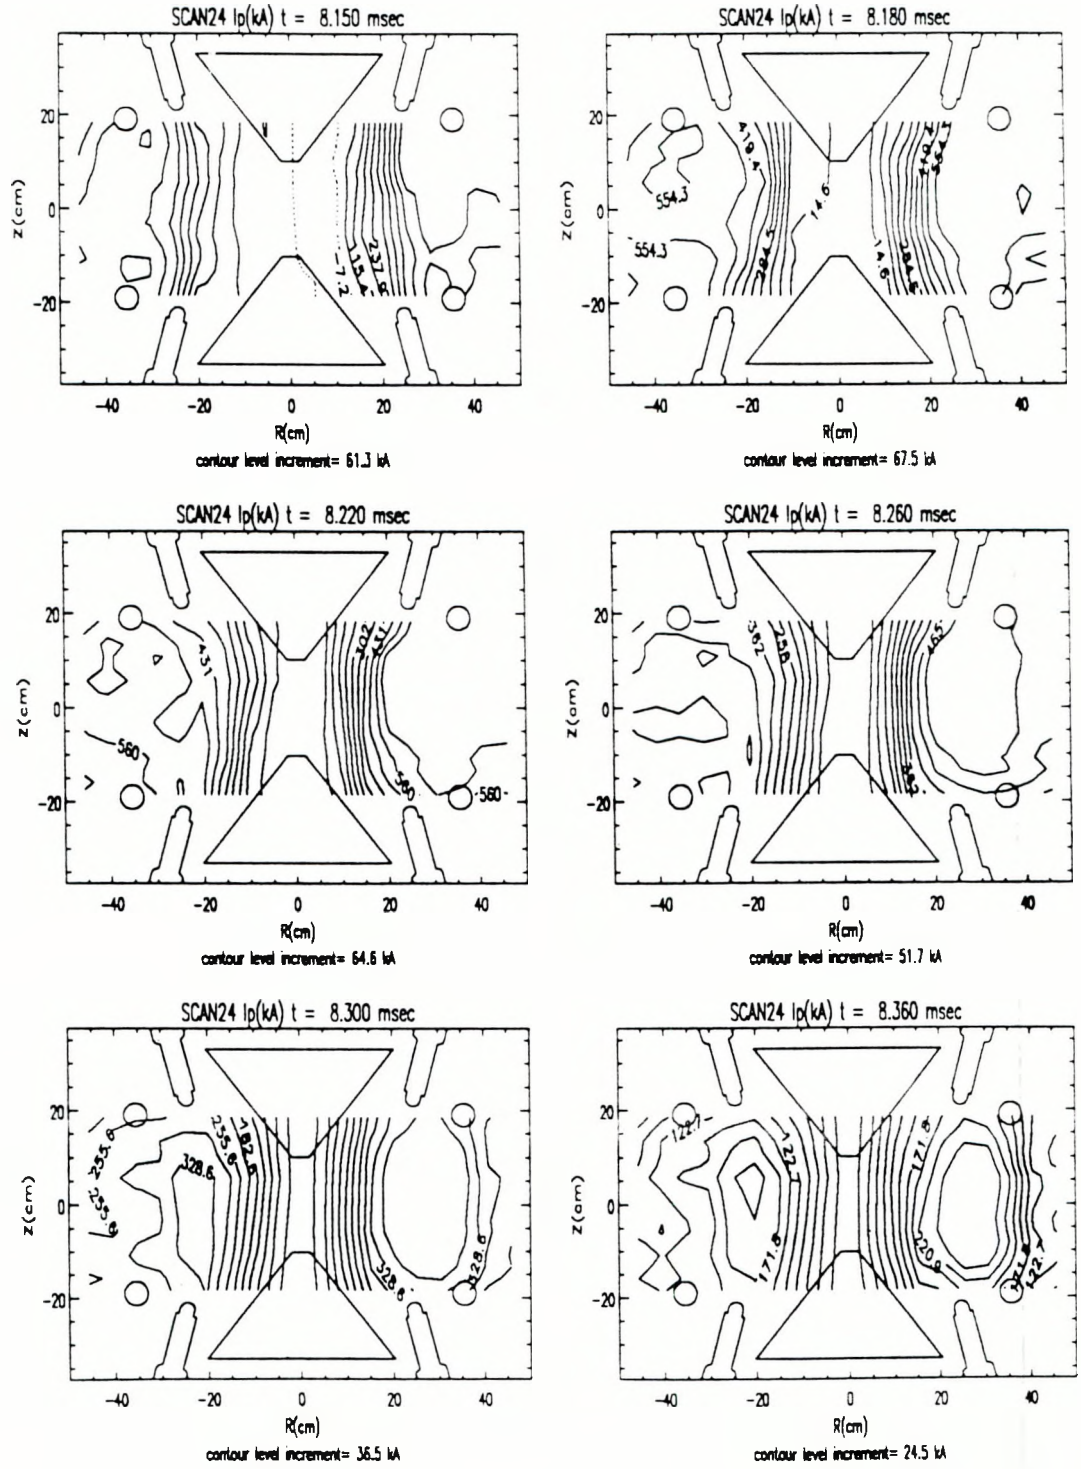 SCAN24 Ip(kA) t = 8.150 msec
Z(cm)
20
0
-20
-7.2
115.4
237.9
-40 -20 0 20 40
R(cm)
contour level increment= 61.3 kA
SCAN24 Ip(kA) t = 8.180 msec
Z(cm)
20
0
-20
419.4
419.4
554.3
554.3
554.3
14.6
284.5
14.6
284.5
-40 -20 0 20 40
R(cm)
contour level increment= 67.5 kA
SCAN24 Ip(kA) t = 8.220 msec
Z(cm)
20
0
-20
431
302
431
560
560
560
-40 -20 0 20 40
R(cm)
contour level increment= 64.6 kA
SCAN24 Ip(kA) t = 8.260 msec
Z(cm)
20
0
-20
362
258
465
362
-40 -20 0 20 40
R(cm)
contour level increment= 51.7 kA
SCAN24 Ip(kA) t = 8.300 msec
Z(cm)
20
0
-20
255.6
255.6
182.6
328.6
255.6
328.6
328.6
-40 -20 0 20 40
R(cm)
contour level increment= 36.5 kA
SCAN24 Ip(kA) t = 8.360 msec
Z(cm)
20
0
-20
122.7
122.7
171.8
171.8
220.9
171.8
122.7
-40 -20 0 20 40
R(cm)
contour level increment= 24.5 kA